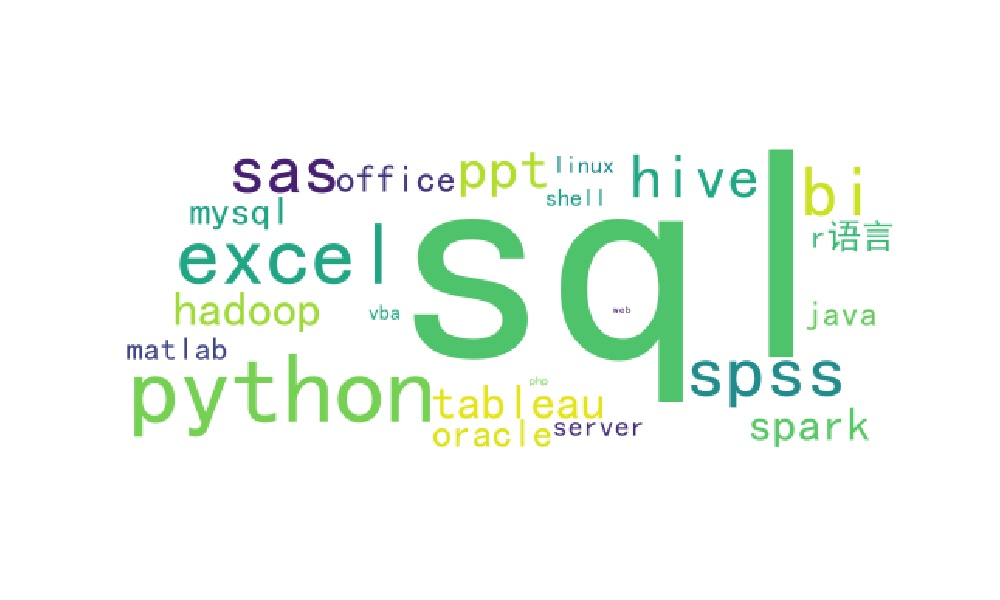 sas office ppt linux hive bi
mysql shell
sql
excel r语言
hadoop vba web java
matlab
python tableau php spss
oracle server spark